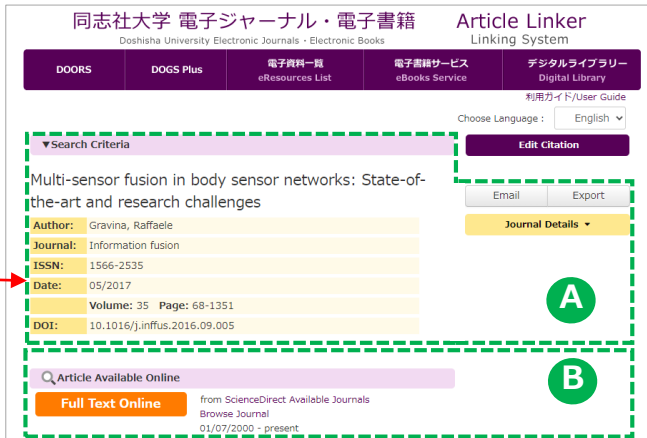 同志社大学 電子ジャーナル・電子書籍 Article Linker
Doshisha University Electronic Journals・Electronic Books Linking System
DOORS DOGS Plus 電子資料一覧 電子書籍サービス デジタルライブラリー
eResources List eBooks Service Digital Library
利用ガイド/User Guide
Choose Language : English
▼Search Criteria Edit Citation
Multi-sensor fusion in body sensor networks: State-of-
the-art and research challenges
Email Export
Author: Gravina, Raffaele Journal Details
Journal: Information fusion
ISSN: 1566-2535
Date: 05/2017
A
Volume: 35 Page: 68-1351
DOI: 10.1016/j.inffus.2016.09.005
B
Article Available Online
Full Text Online from ScienceDirect Available Journals
Browse Journal
01/07/2000 - present